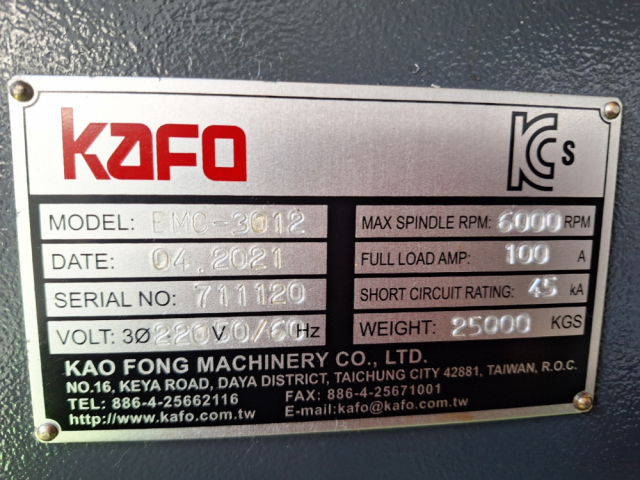 KAFO
KC s
MODEL: BMC-3012
DATE: 04.2021
SERIAL NO: 711120
VOLT: 3Ø 220 V 60/60 Hz
MAX SPINDLE RPM: 6000 RPM
FULL LOAD AMP: 100 A
SHORT CIRCUIT RATING: 45 kA
WEIGHT: 25000 KGS
KAO FONG MACHINERY CO., LTD.
NO.16, KEYA ROAD, DAYA DISTRICT, TAICHUNG CITY 42881, TAIWAN, R.O.C.
TEL: 886-4-25662116 FAX: 886-4-25671001
http://www.kafo.com.tw E-mail:kafo@kafo.com.tw